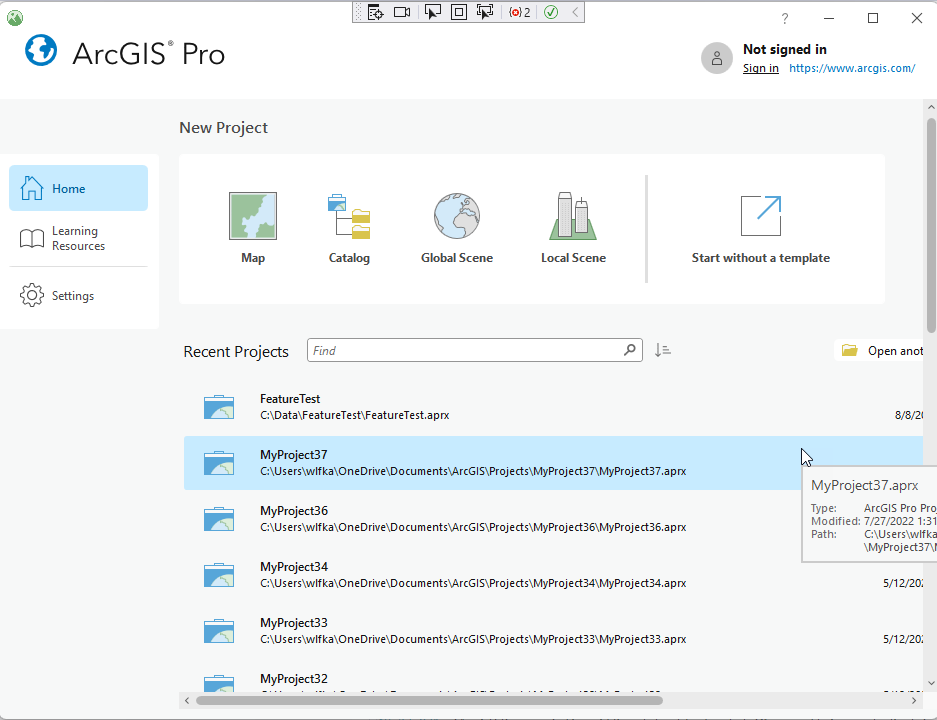 2
?
ArcGIS® Pro
Not signed in
Sign in https://www.arcgis.com/
New Project
Home
Learning
Resources
Settings
Map
Catalog
Global Scene
Local Scene
Start without a template
Recent Projects
Find
Open anot
FeatureTest
C:\Data\FeatureTest\FeatureTest.aprx
8/8/20
MyProject37
C:\Users\wlfka\OneDrive\Documents\ArcGIS\Projects\MyProject37\MyProject37.aprx
MyProject37.aprx
Type: ArcGIS Pro Proj
Modified: 7/27/2022 1:31
Path: C:\Users\wlfka
\MyProject37\M
MyProject36
C:\Users\wlfka\OneDrive\Documents\ArcGIS\Projects\MyProject36\MyProject36.aprx
MyProject34
C:\Users\wlfka\OneDrive\Documents\ArcGIS\Projects\MyProject34\MyProject34.aprx
5/12/202
MyProject33
C:\Users\wlfka\OneDrive\Documents\ArcGIS\Projects\MyProject33\MyProject33.aprx
5/12/202
MyProject32